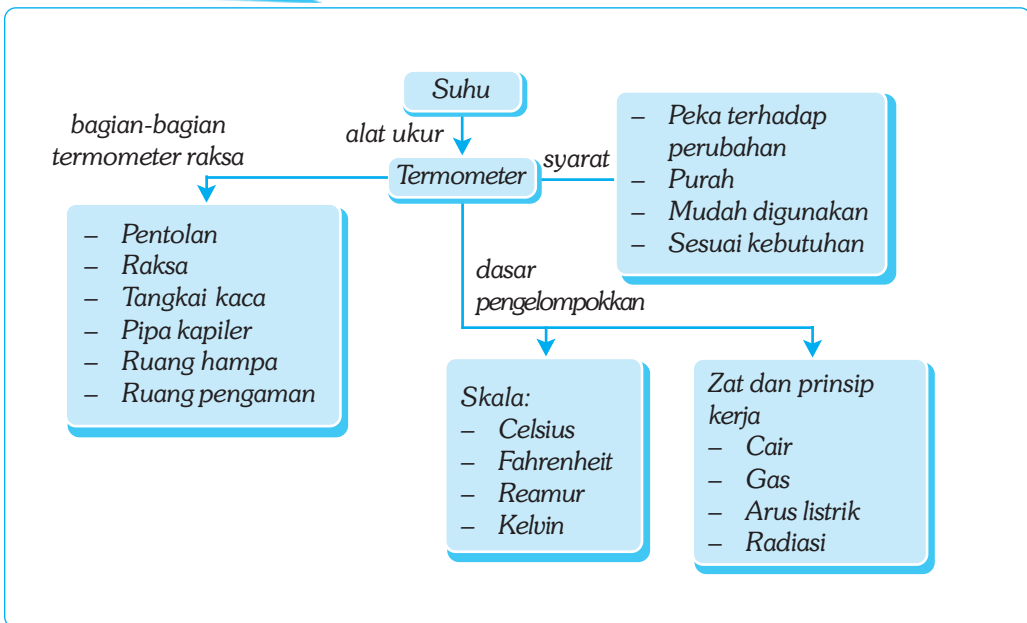 Suhu
alat ukur
Termometer
bagian-bagian
termometer raksa
– Pentolan
– Raksa
– Tangkai kaca
– Pipa kapiler
– Ruang hampa
– Ruang pengaman
syarat
– Peka terhadap
perubahan
– Purah
– Mudah digunakan
– Sesuai kebutuhan
dasar
pengelompokkan
Skala:
– Celsius
– Fahrenheit
– Reamur
– Kelvin
Zat dan prinsip
kerja
– Cair
– Gas
– Arus listrik
– Radiasi